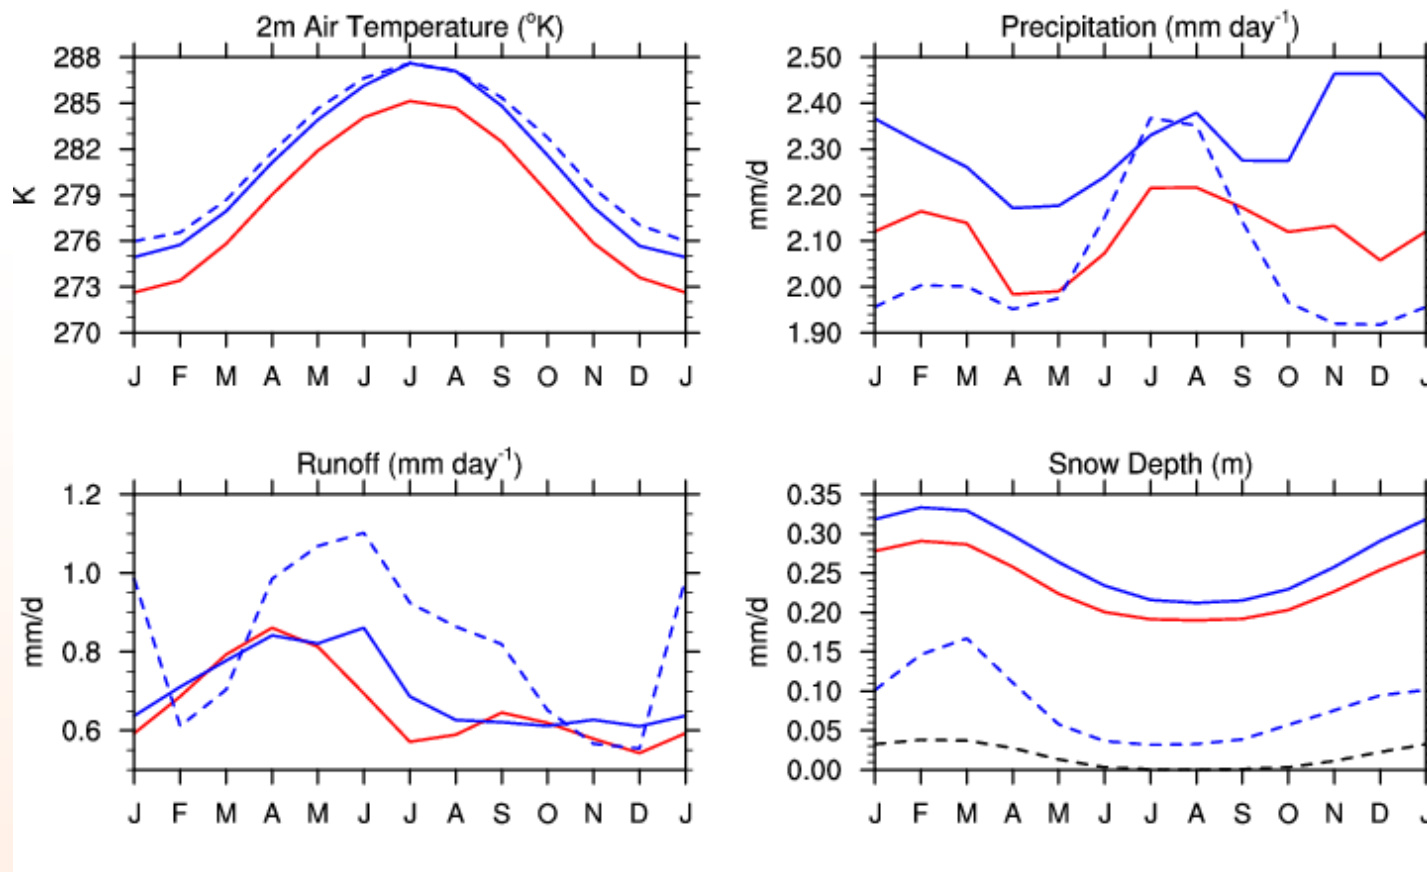 2m Air Temperature (°K)
288
285
282
279
276
273
270
K
J F M A M J J A S O N D J
Precipitation (mm day-1)
2.50
2.40
2.30
2.20
2.10
2.00
1.90
mm/d
J F M A M J J A S O N D J
Runoff (mm day-1)
1.2
1.0
0.8
0.6
mm/d
J F M A M J J A S O N D J
Snow Depth (m)
0.35
0.30
0.25
0.20
0.15
0.10
0.05
0.00
mm/d
J F M A M J J A S O N D J